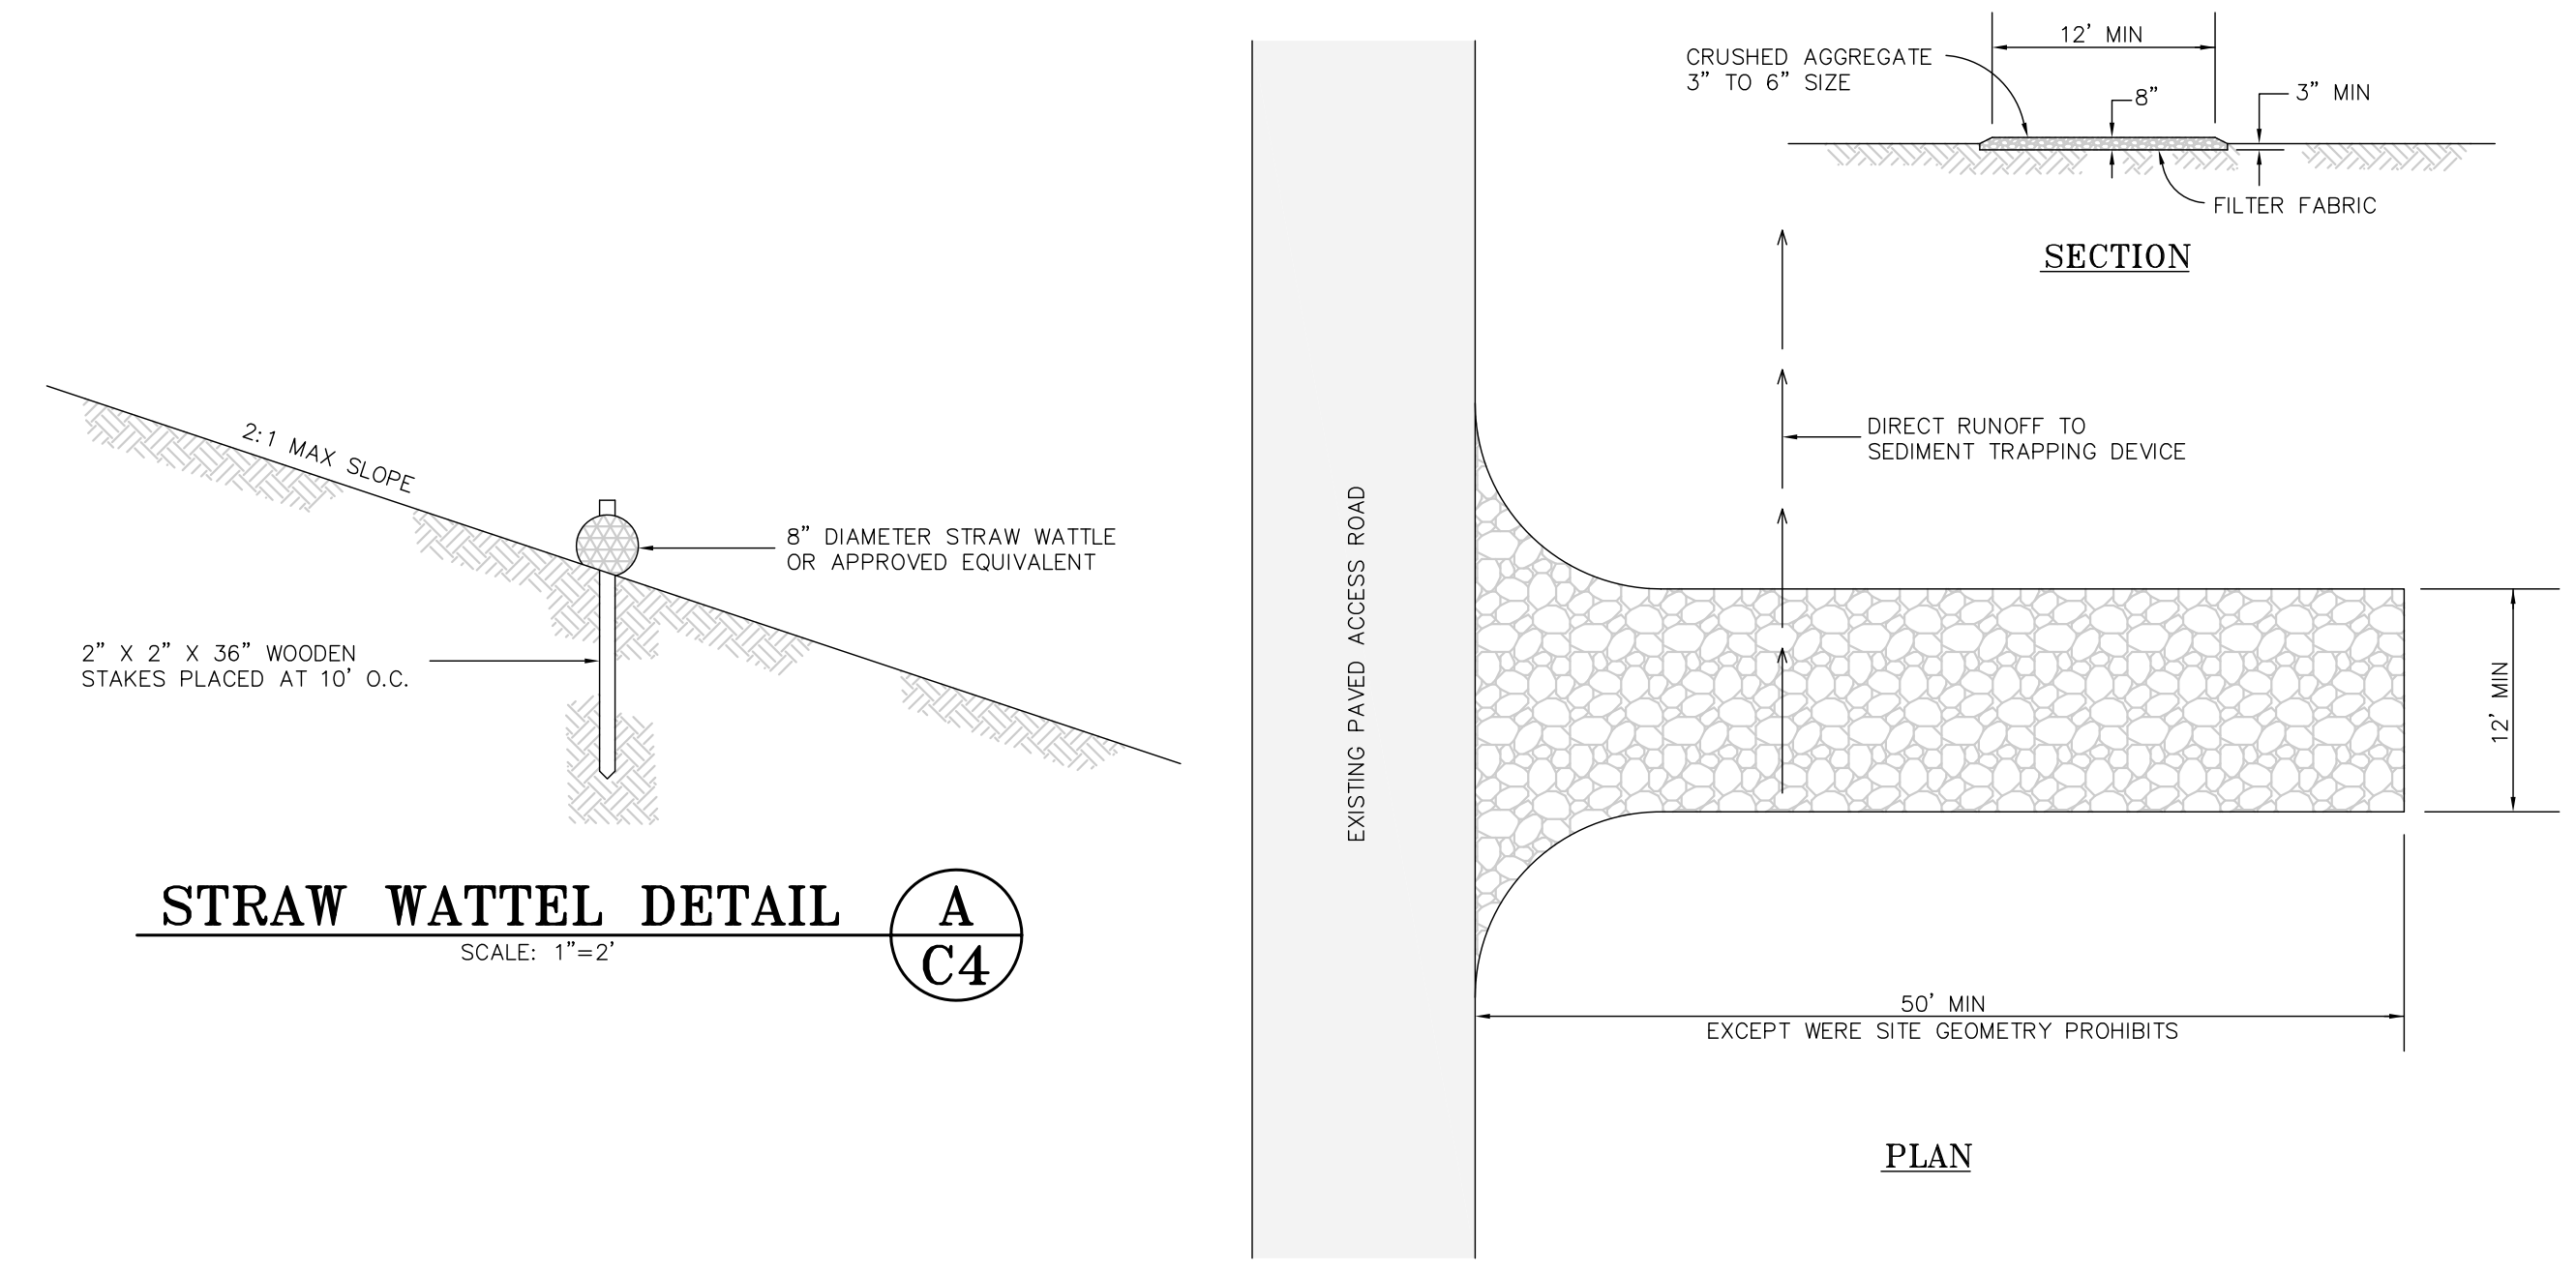 2:1 MAX SLOPE
8” DIAMETER STRAW WATTLE
OR APPROVED EQUIVALENT
2” X 2” X 36” WOODEN
STAKES PLACED AT 10’ O.C.
STRAW WATTEL DETAIL
SCALE: 1”=2’
A
C4
EXISTING PAVED ACCESS ROAD
12’ MIN
CRUSHED AGGREGATE
3” TO 6” SIZE
8”
3” MIN
FILTER FABRIC
SECTION
DIRECT RUNOFF TO
SEDIMENT TRAPPING DEVICE
12’ MIN
50’ MIN
EXCEPT WERE SITE GEOMETRY PROHIBITS
PLAN